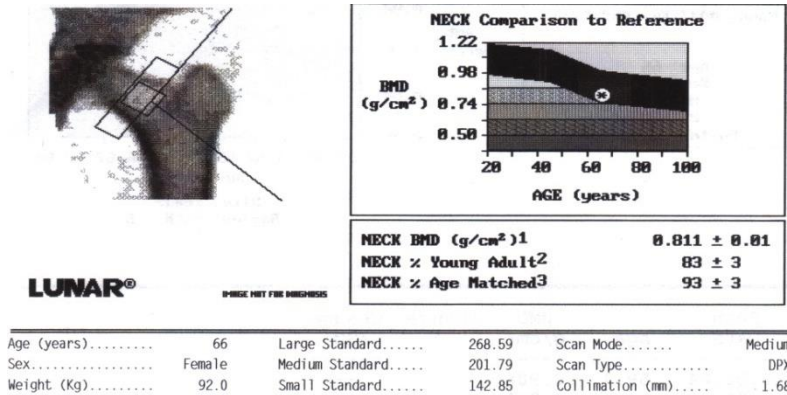 NECK Comparison to Reference
1.22
0.98
BMD
(g/cm²) 0.74
0.50
20 40 60 80 100
AGE (years)
NECK BMD (g/cm²)1 0.811 ± 0.01
NECK % Young Adult2 83 ± 3
NECK % Age Matched3 93 ± 3
LUNAR® IMAGE NOT FOR DIAGNOSIS
Age (years)......... 66 Large Standard...... 268.59 Scan Mode....... Medium
Sex................. Female Medium Standard..... 201.79 Scan Type............ DPX
Weight (Kg)......... 92.0 Small Standard...... 142.85 Collimation (mm)..... 1.68